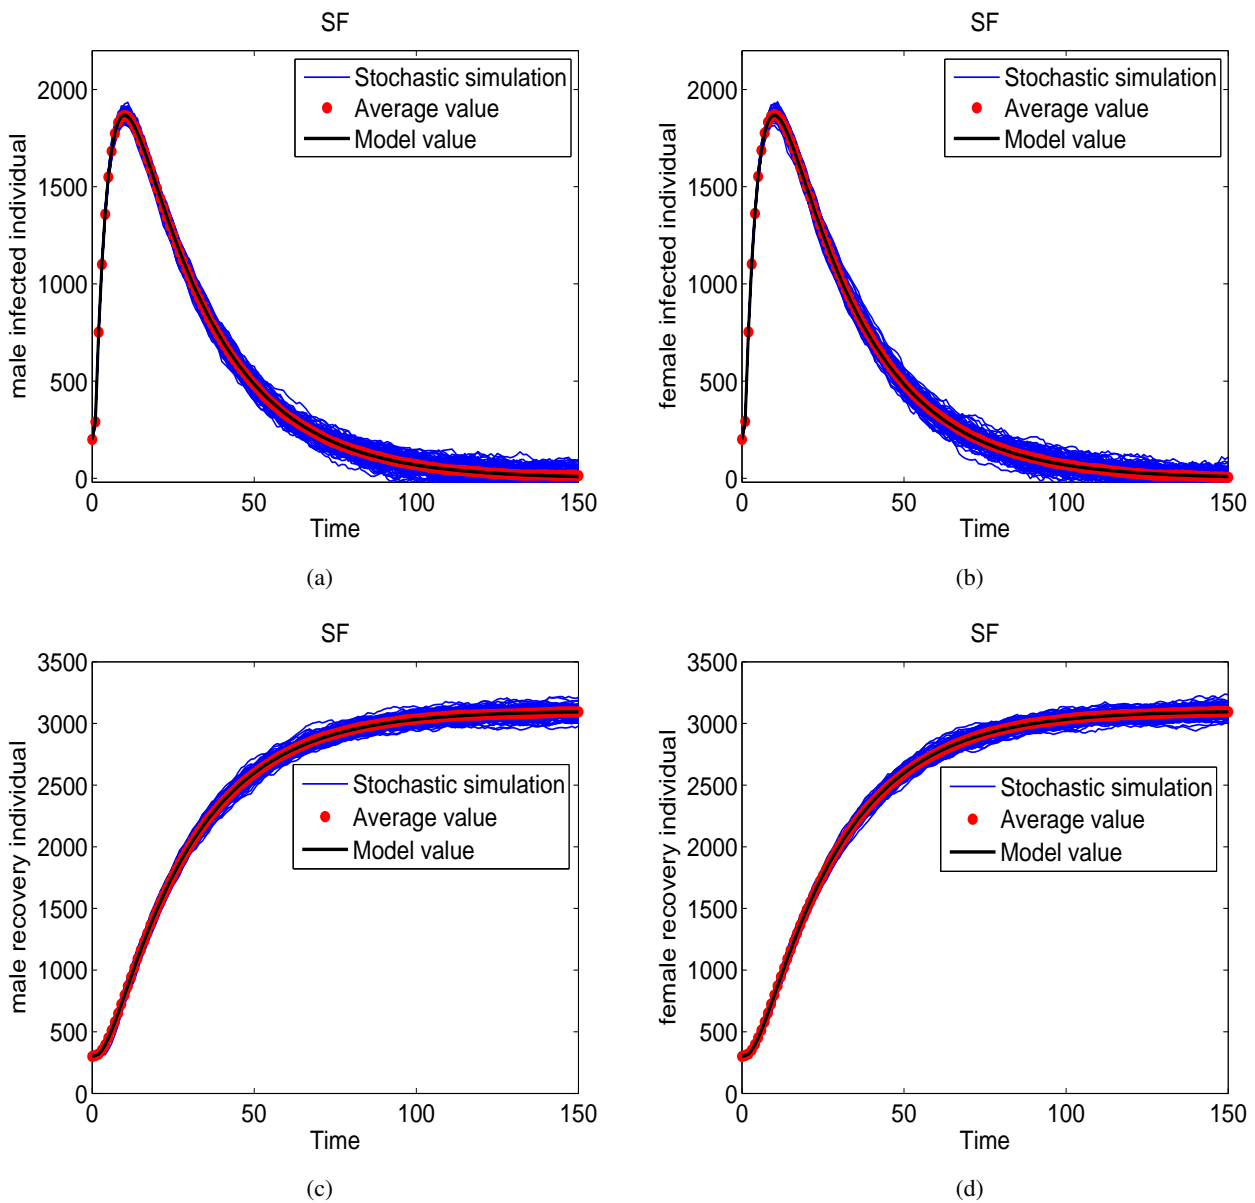 SF
2000
1500
1000
500
0
male infected individual
Stochastic simulation
Average value
Model value
0
50
100
150
Time
(a)
SF
2000
1500
1000
500
0
female infected individual
Stochastic simulation
Average value
Model value
0
50
100
150
Time
(b)
SF
3500
3000
2500
2000
1500
1000
500
0
male recovery individual
Stochastic simulation
Average value
Model value
0
50
100
150
Time
(c)
SF
3500
3000
2500
2000
1500
1000
500
0
female recovery individual
Stochastic simulation
Average value
Model value
0
50
100
150
Time
(d)